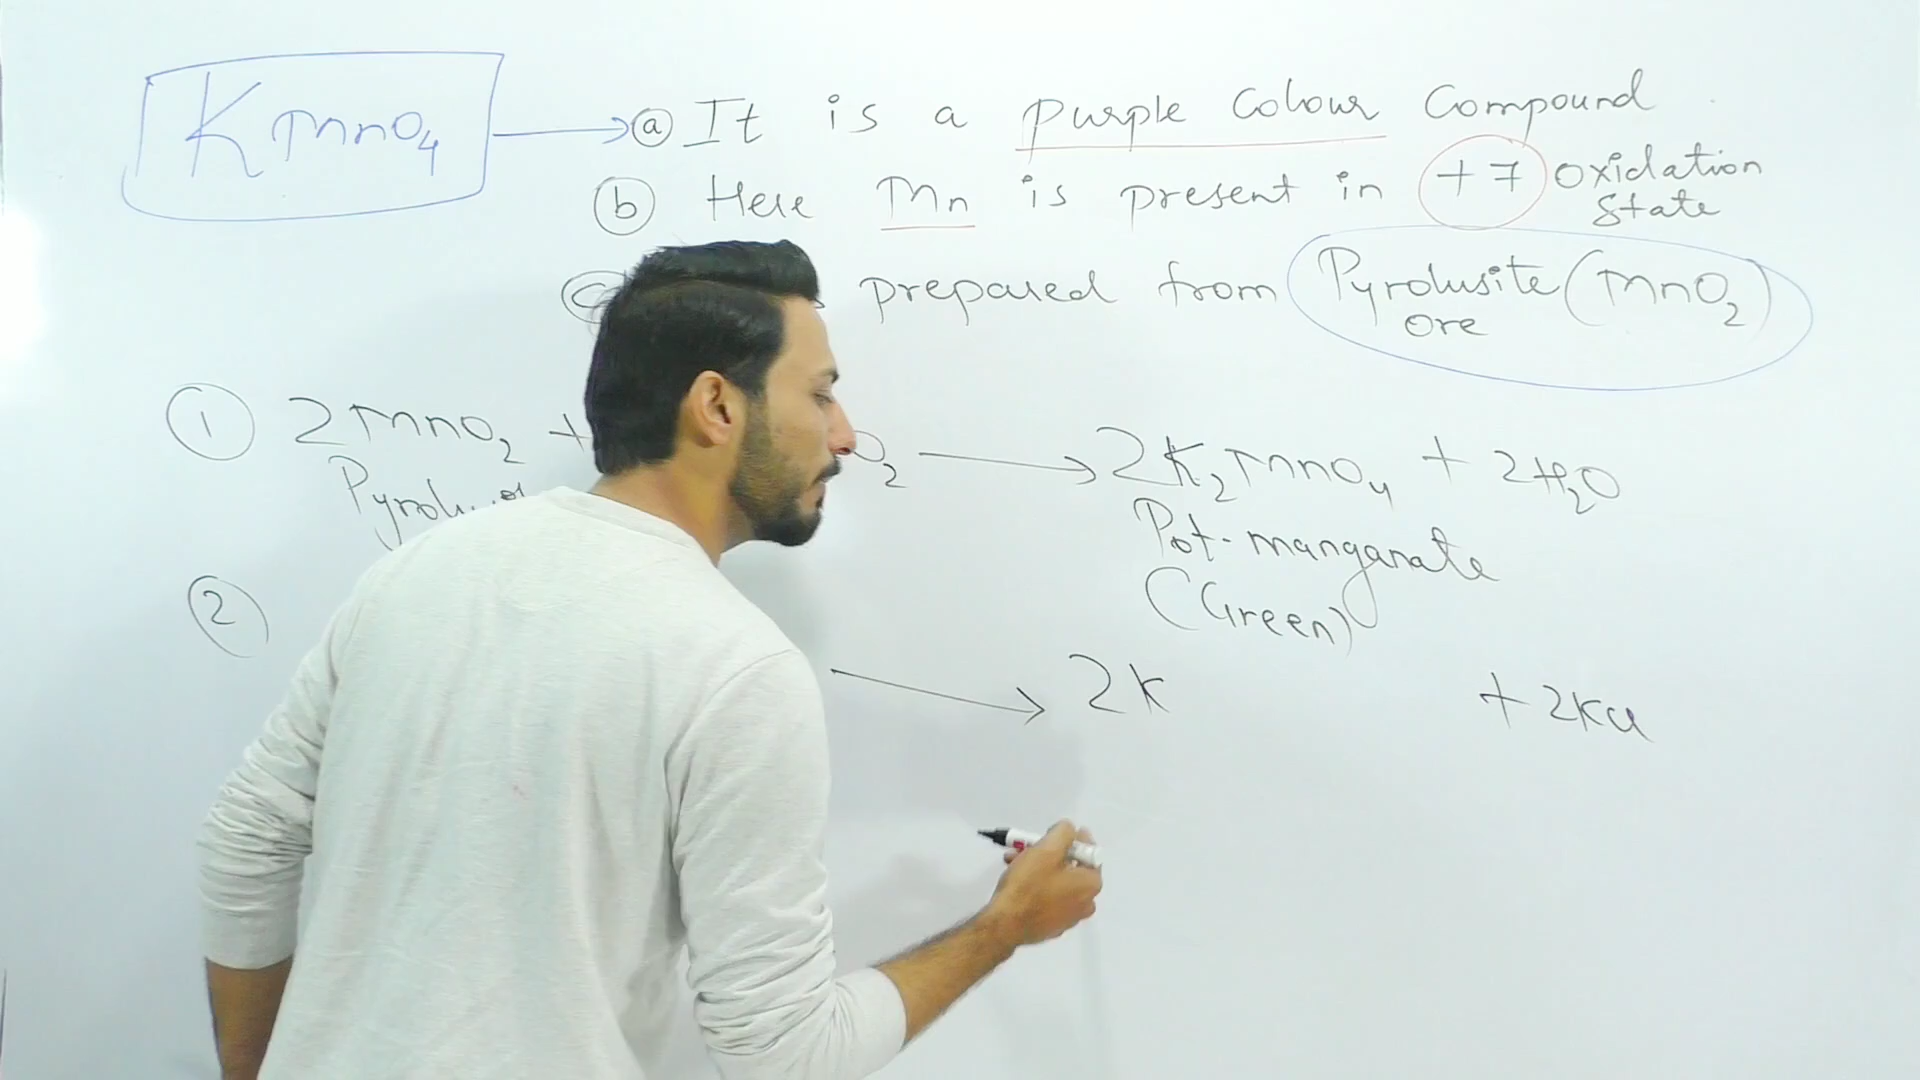 KMnO4 → (a) It is a purple colour compound
(b) Here Mn is present in +7 oxidation state
(c) prepared from Pyrolusite (MnO2) ore
(1) 2MnO2 + O2 → 2K2MnO4 + 2H2O
Pot-manganate
(Green)
(2) → 2K + 2KCl